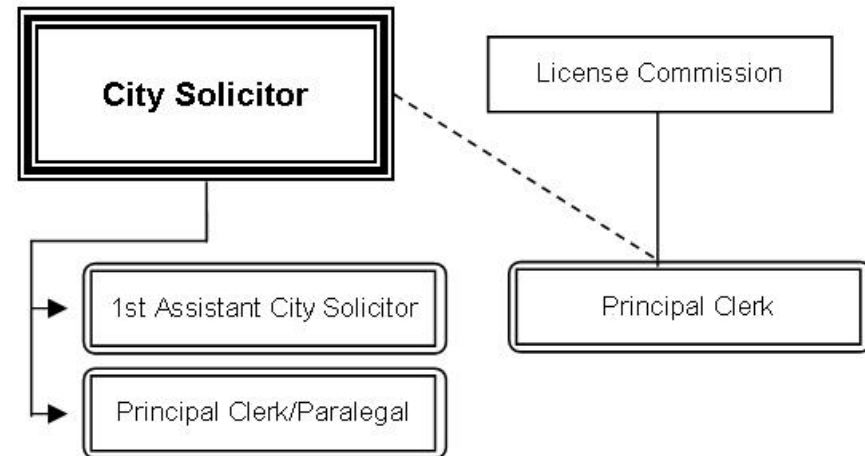 City Solicitor
License Commission
1st Assistant City Solicitor
Principal Clerk
Principal Clerk/Paralegal